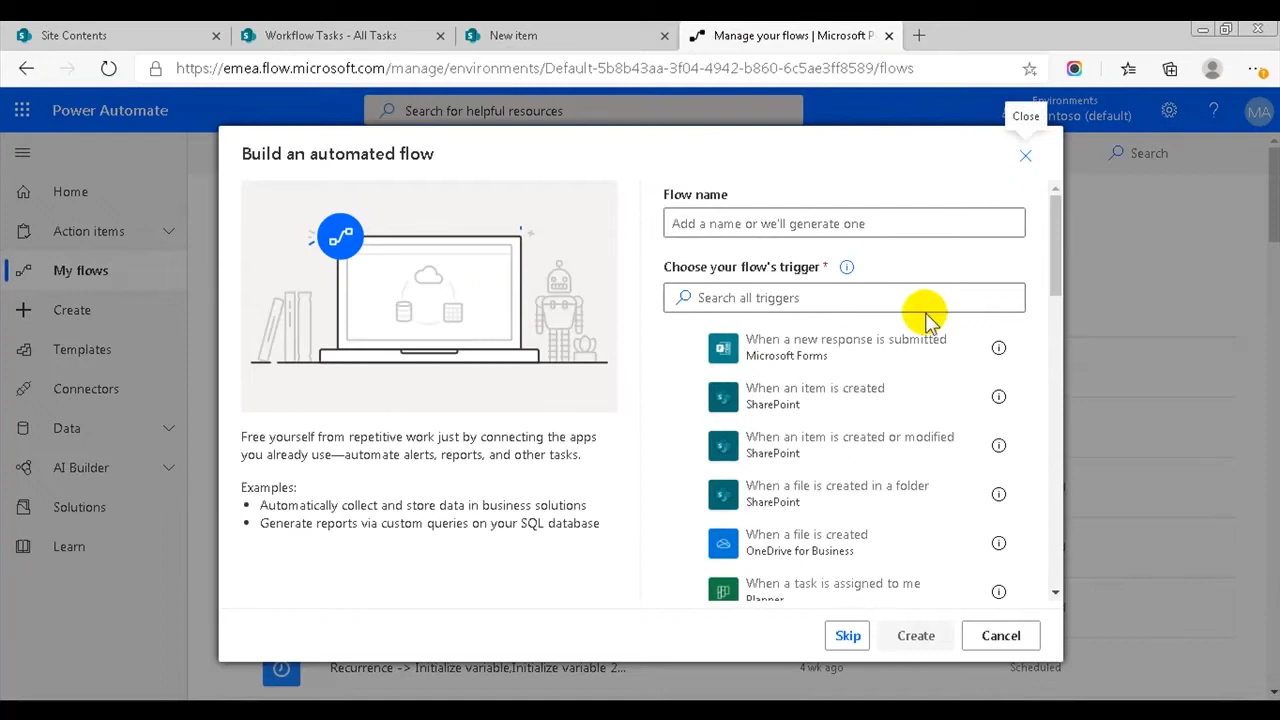 Site Contents
Workflow Tasks - All Tasks
New item
Manage your flows | Microsoft P
https://emea.flow.microsoft.com/manage/environments/Default-5b8b43aa-3f04-4942-b860-6c5ae3ff8589/flows
Power Automate
Search for helpful resources
Environments
ntoso (default)
MA
Close
Search
Home
Action items
My flows
Create
Templates
Connectors
Data
AI Builder
Solutions
Learn
Build an automated flow
Free yourself from repetitive work just by connecting the apps
you already use—automate alerts, reports, and other tasks.
Examples:
• Automatically collect and store data in business solutions
• Generate reports via custom queries on your SQL database
Flow name
Add a name or we'll generate one
Choose your flow's trigger *
Search all triggers
When a new response is submitted
Microsoft Forms
When an item is created
SharePoint
When an item is created or modified
SharePoint
When a file is created in a folder
SharePoint
When a file is created
OneDrive for Business
When a task is assigned to me
Planner
Skip
Create
Cancel
Recurrence -> Initialize variable,Initialize variable 2...
4 wk ago
Scheduled